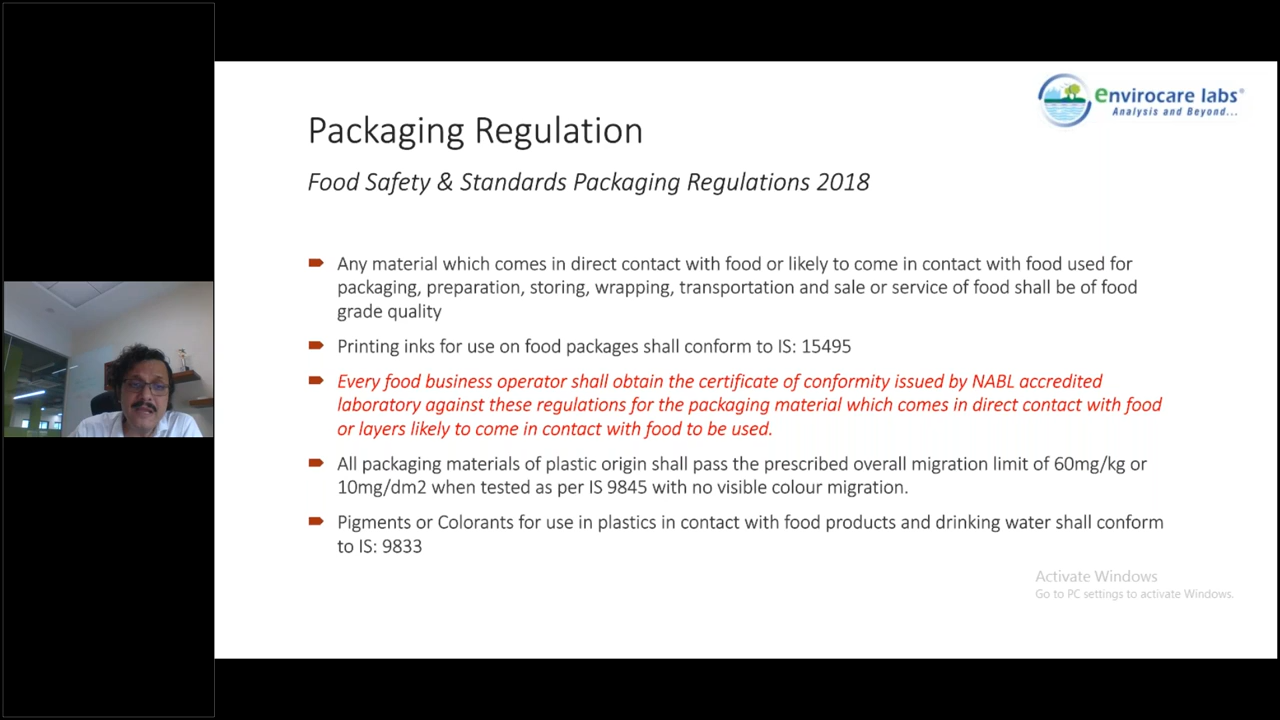 envirocare labs®
Analysis and Beyond...
Packaging Regulation
Food Safety & Standards Packaging Regulations 2018
Any material which comes in direct contact with food or likely to come in contact with food used for
packaging, preparation, storing, wrapping, transportation and sale or service of food shall be of food
grade quality
Printing inks for use on food packages shall conform to IS: 15495
Every food business operator shall obtain the certificate of conformity issued by NABL accredited
laboratory against these regulations for the packaging material which comes in direct contact with food
or layers likely to come in contact with food to be used.
All packaging materials of plastic origin shall pass the prescribed overall migration limit of 60mg/kg or
10mg/dm2 when tested as per IS 9845 with no visible colour migration.
Pigments or Colorants for use in plastics in contact with food products and drinking water shall conform
to IS: 9833
Activate Windows
Go to PC settings to activate Windows.